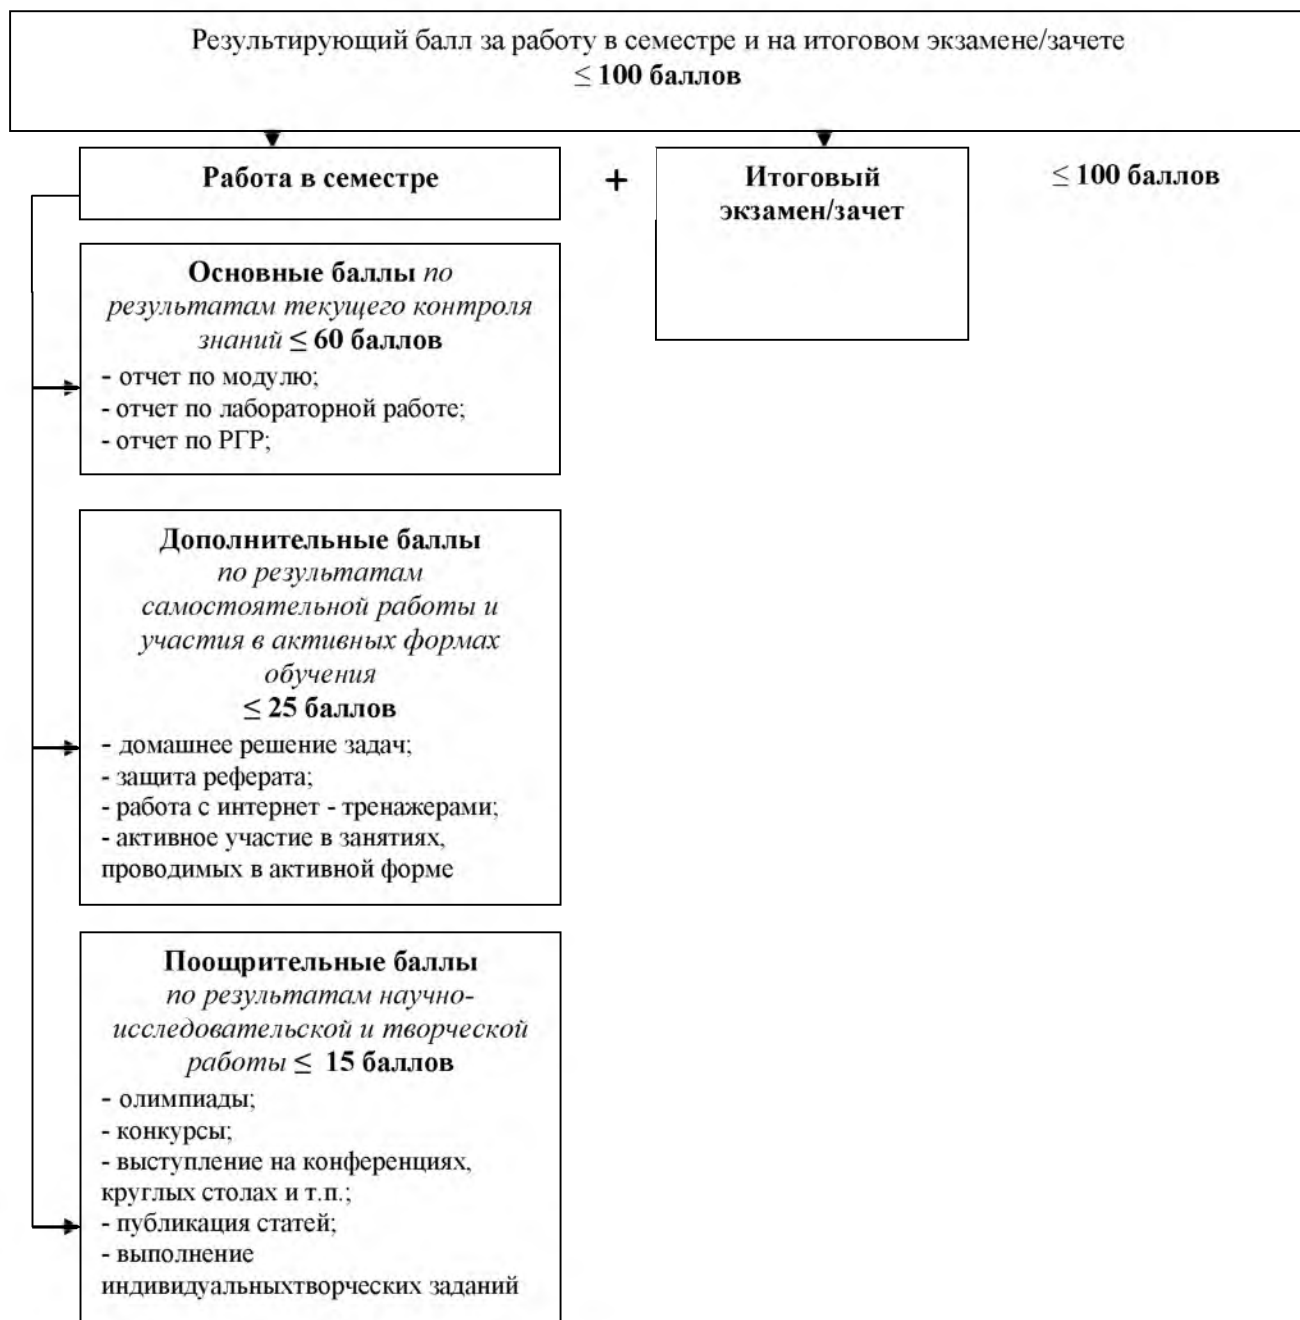 Результирующий балл за работу в семестре и на итоговом экзамене/зачете
≤ 100 баллов
Работа в семестре
+
Итоговый
экзамен/зачет
≤ 100 баллов
Основные баллы по
результатам текущего контроля
знаний ≤ 60 баллов
- отчет по модулю;
- отчет по лабораторной работе;
- отчет по РГР;
Дополнительные баллы
по результатам
самостоятельной работы и
участия в активных формах
обучения
≤ 25 баллов
- домашнее решение задач;
- защита реферата;
- работа с интернет - тренажерами;
- активное участие в занятиях,
проводимых в активной форме
Поощрительные баллы
по результатам научно-
исследовательской и творческой
работы ≤ 15 баллов
- олимпиады;
- конкурсы;
- выступление на конференциях,
круглых столах и т.п.;
- публикация статей;
- выполнение
индивидуальныхтворческих заданий